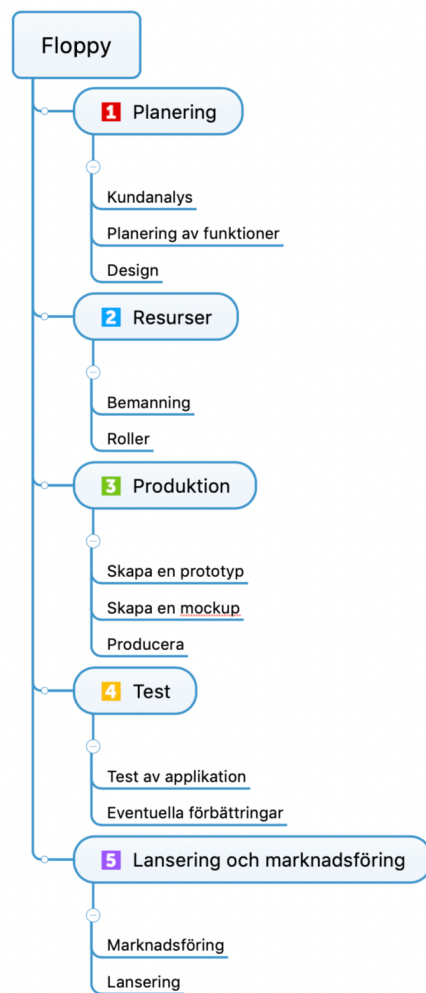 Floppy
1 Planering
Kundanalys
Planering av funktioner
Design
2 Resurser
Bemanning
Roller
3 Produktion
Skapa en prototyp
Skapa en mockup
Producera
4 Test
Test av applikation
Eventuella förbättringar
5 Lansering och marknadsföring
Marknadsföring
Lansering